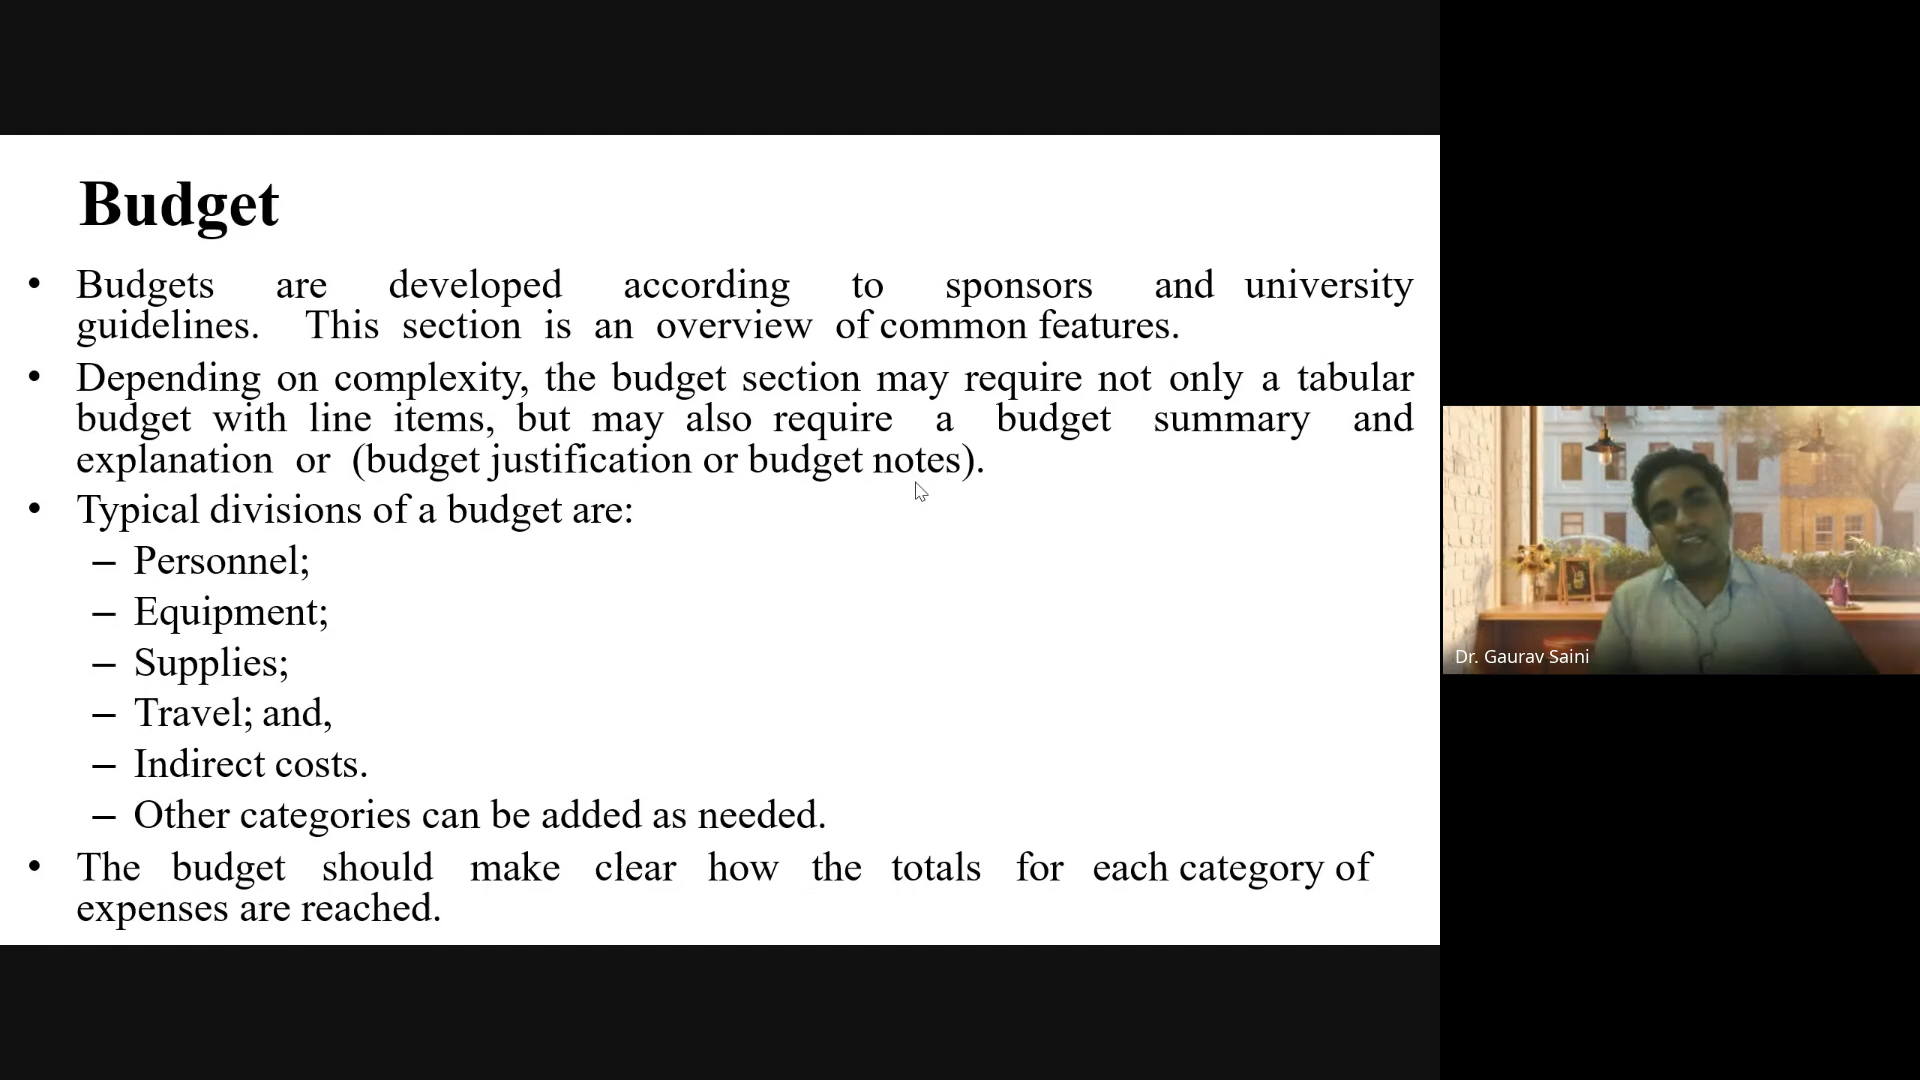 Budget
• Budgets are developed according to sponsors and university
guidelines. This section is an overview of common features.
• Depending on complexity, the budget section may require not only a tabular
budget with line items, but may also require a budget summary and
explanation or (budget justification or budget notes).
• Typical divisions of a budget are:
– Personnel;
– Equipment;
– Supplies;
– Travel; and,
– Indirect costs.
– Other categories can be added as needed.
• The budget should make clear how the totals for each category of
expenses are reached.
Dr. Gaurav Saini